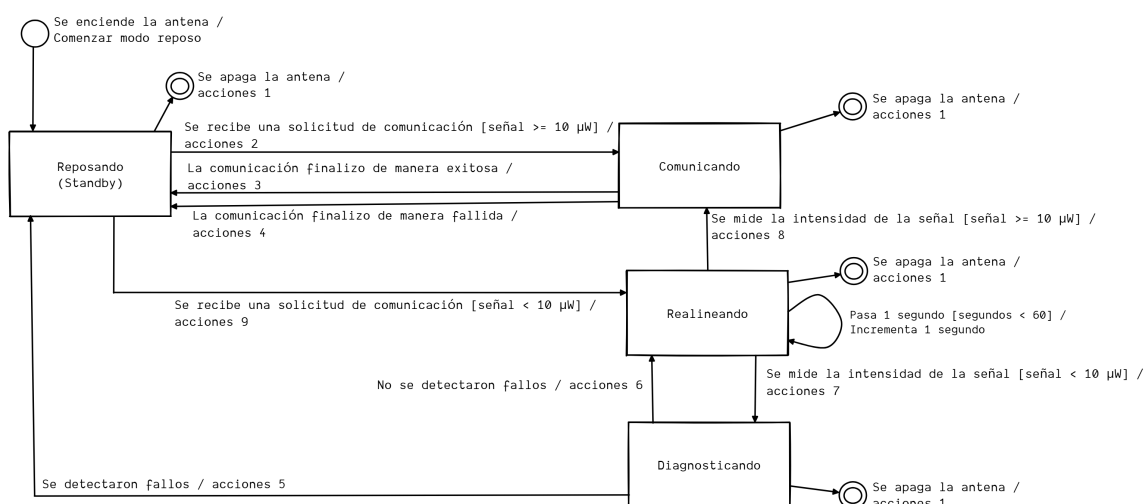 Se enciende la antena /
Comenzar modo reposo
Se apaga la antena /
acciones 1
Se apaga la antena /
acciones 1
Se recibe una solicitud de comunicación [señal >= 10 µW] /
acciones 2
Reposando
(Standby)
La comunicación finalizo de manera exitosa /
acciones 3
Comunicando
La comunicación finalizo de manera fallida /
acciones 4
Se mide la intensidad de la señal [señal >= 10 µW] /
acciones 8
Se apaga la antena /
acciones 1
Se recibe una solicitud de comunicación [señal < 10 µW] /
acciones 9
Realineando
Pasa 1 segundo [segundos < 60] /
Incrementa 1 segundo
No se detectaron fallos / acciones 6
Se mide la intensidad de la señal [señal < 10 µW] /
acciones 7
Diagnosticando
Se detectaron fallos / acciones 5
Se apaga la antena /
acciones 1